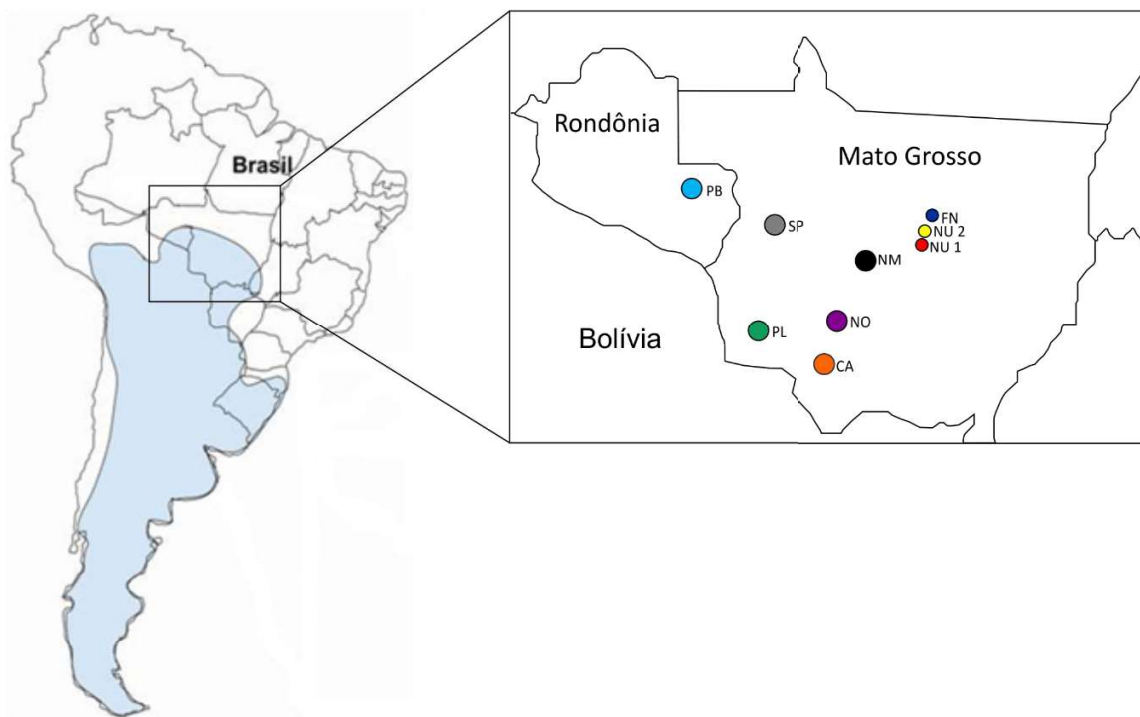 Brasil
Rondônia
Mato Grosso
PB
SP
FN
NU 2
NU 1
NM
NO
PL
Bolívia
CA